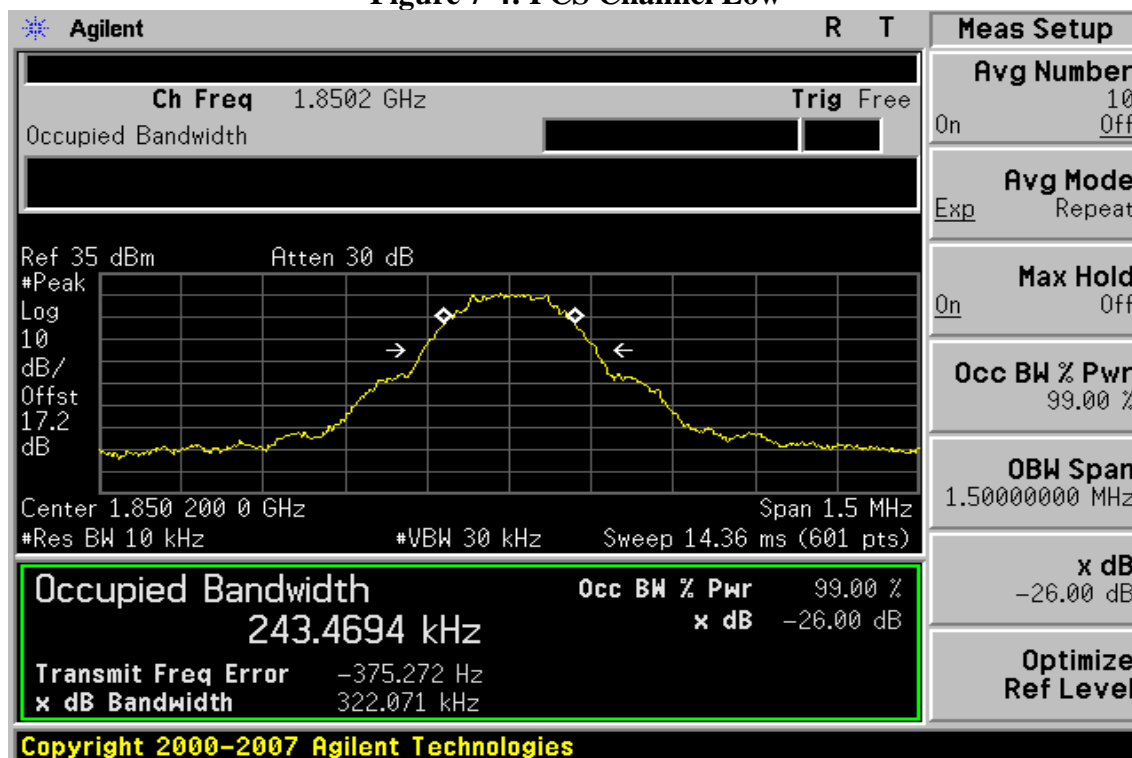 Figure 7-4. PCS Channel Low
Agilent R T
Ch Freq 1.8502 GHz Trig Free
Occupied Bandwidth
Ref 35 dBm Atten 30 dB
#Peak
Log
10
dB/
Offst
17.2
dB
Center 1.850 200 0 GHz Span 1.5 MHz
#Res BW 10 kHz #VBW 30 kHz Sweep 14.36 ms (601 pts)
Occupied Bandwidth Occ BW % Pwr 99.00 %
243.4694 kHz x dB -26.00 dB
Transmit Freq Error -375.272 Hz
x dB Bandwidth 322.071 kHz
Copyright 2000-2007 Agilent Technologies
Meas Setup
Avg Number
10
On Off
Avg Mode
Exp Repeat
Max Hold
On Off
Occ BW % Pwr
99.00 %
OBW Span
1.50000000 MHz
x dB
-26.00 dB
Optimize
Ref Level